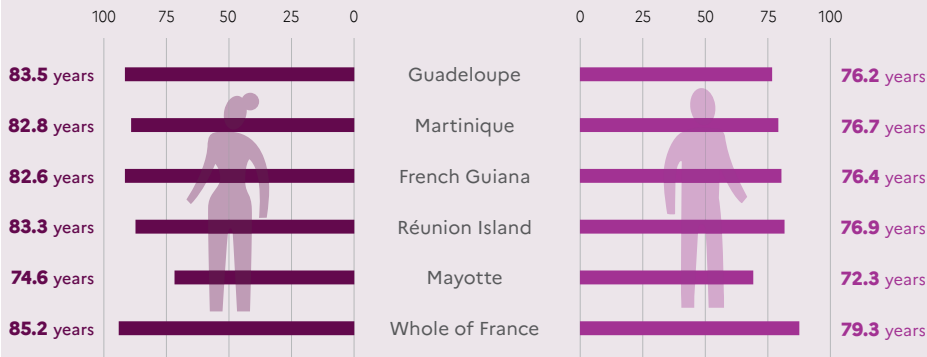 100 75 50 25 0 0 25 50 75 100
83.5 years Guadeloupe 76.2 years
82.8 years Martinique 76.7 years
82.6 years French Guiana 76.4 years
83.3 years Réunion Island 76.9 years
74.6 years Mayotte 72.3 years
85.2 years Whole of France 79.3 years